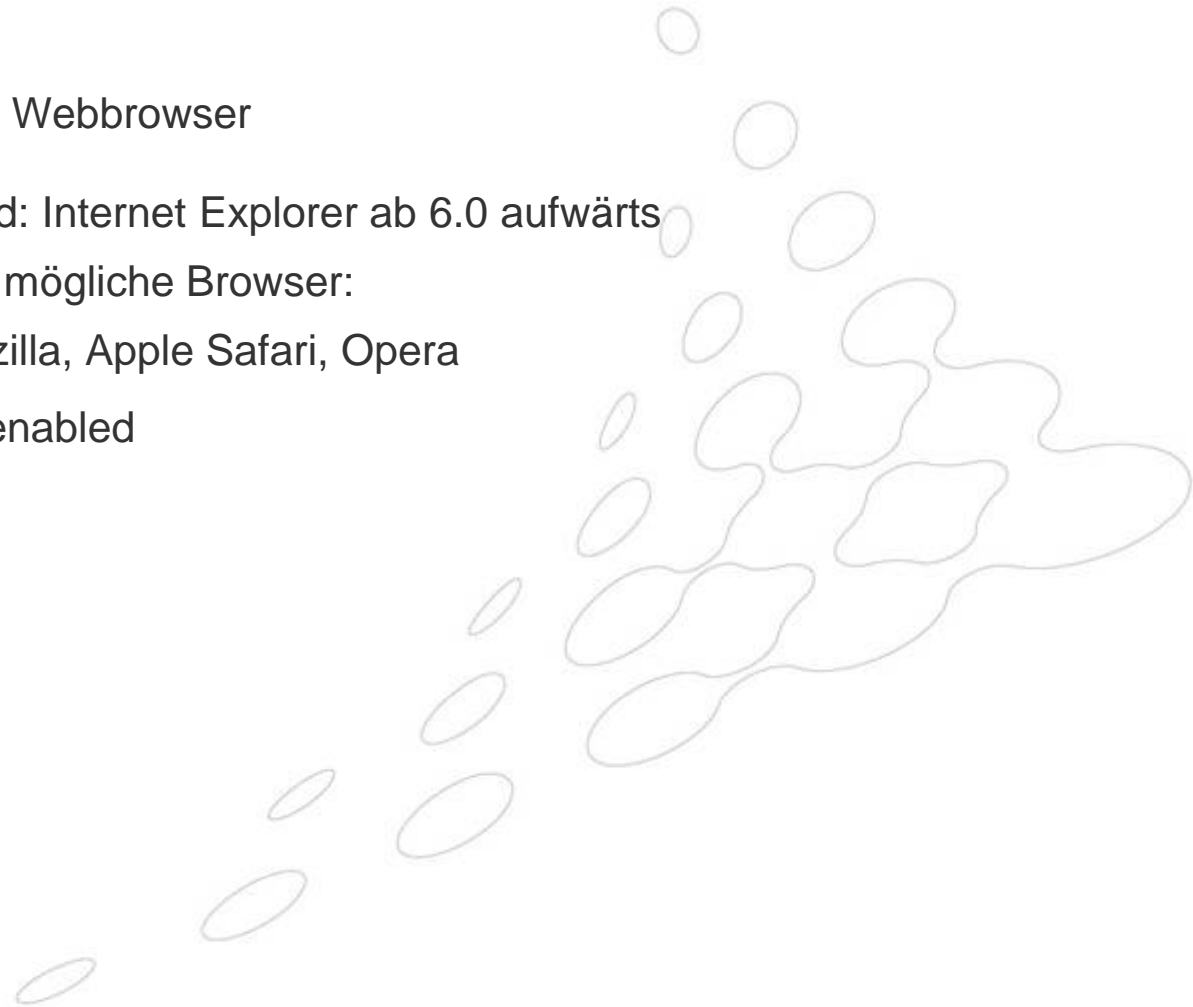 Webbrowser
d: Internet Explorer ab 6.0 aufwärts
mögliche Browser:
zilla, Apple Safari, Opera
enabled